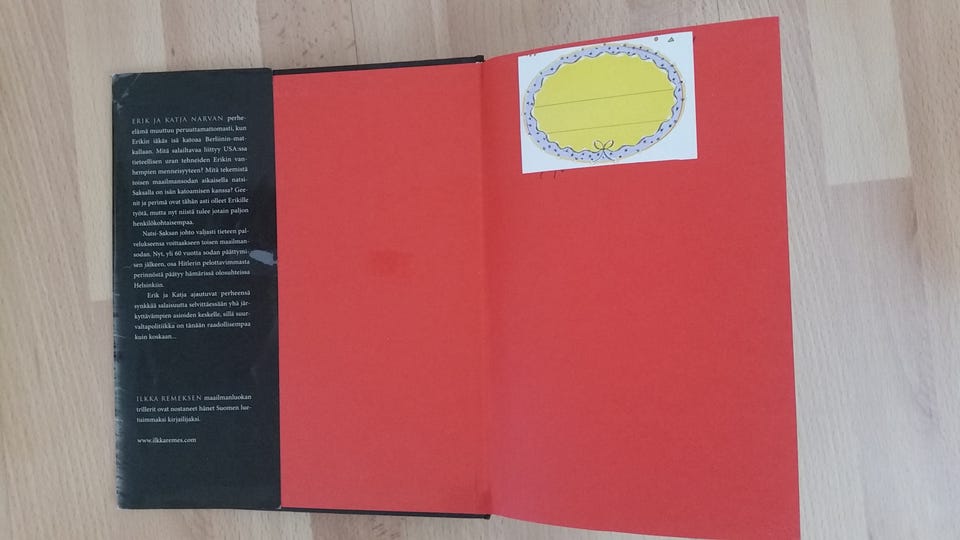 ERIK JA KATJA NARVAN perhe-
elämä muuttuu peruuttamattomasti, kun
Erikin iäkäs isä katoaa Berliinin-mat-
kallaan. Mitä salailtavaa liittyy USA:ssa
tieteellisen uran tehneiden Erikin van-
hempien menneisyyteen? Mitä tekemistä
toisen maailmansodan aikaisella natsi-
Saksalla on isän katoamisen kanssa? Gee-
nit ja perimä ovat tähän asti olleet Erikille
työtä, mutta nyt niistä tulee jotain paljon
henkilökohtaisempaa.
Natsi-Saksan johto valjasti tieteen pal-
velukseensa voittaakseen toisen maailman-
sodan. Nyt, yli 60 vuotta sodan päättymi-
sen jälkeen, osa Hitlerin pelottavimmasta
perinnöstä päätyy hämärissä olosuhteissa
Helsinkiin.
Erik ja Katja ajautuvat perheensä
synkkää salaisuutta selvittäessään yhä jär-
kyttävämpien asioiden keskelle, sillä suur-
valtapolitiikka on tänään raadollisempaa
kuin koskaan...
ILKKA REMEKSEN maailmanluokan
trillerit ovat nostaneet hänet Suomen lue-
tuimmaksi kirjailijaksi.
www.ilkkaremes.com